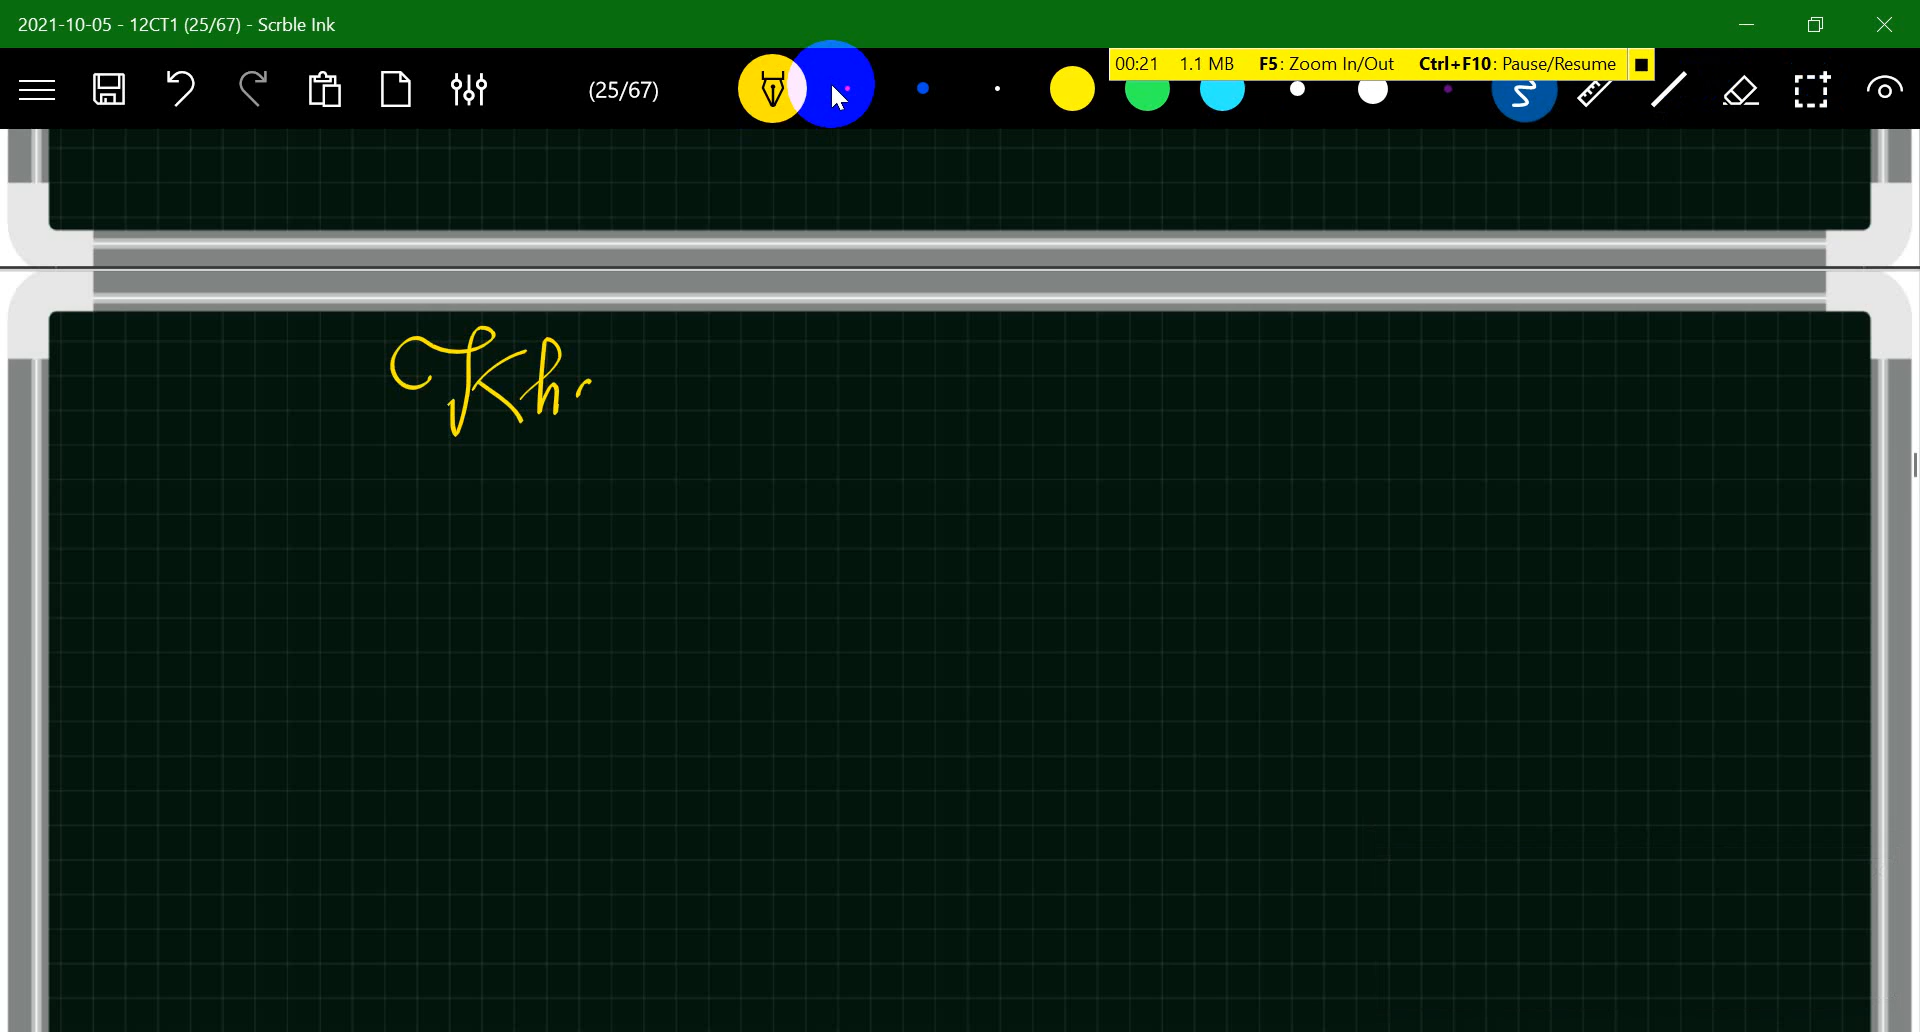 2021-10-05 - 12CT1 (25/67) - Scrble Ink
00:21 1.1 MB F5: Zoom In/Out Ctrl+F10: Pause/Resume
(25/67)
Kh